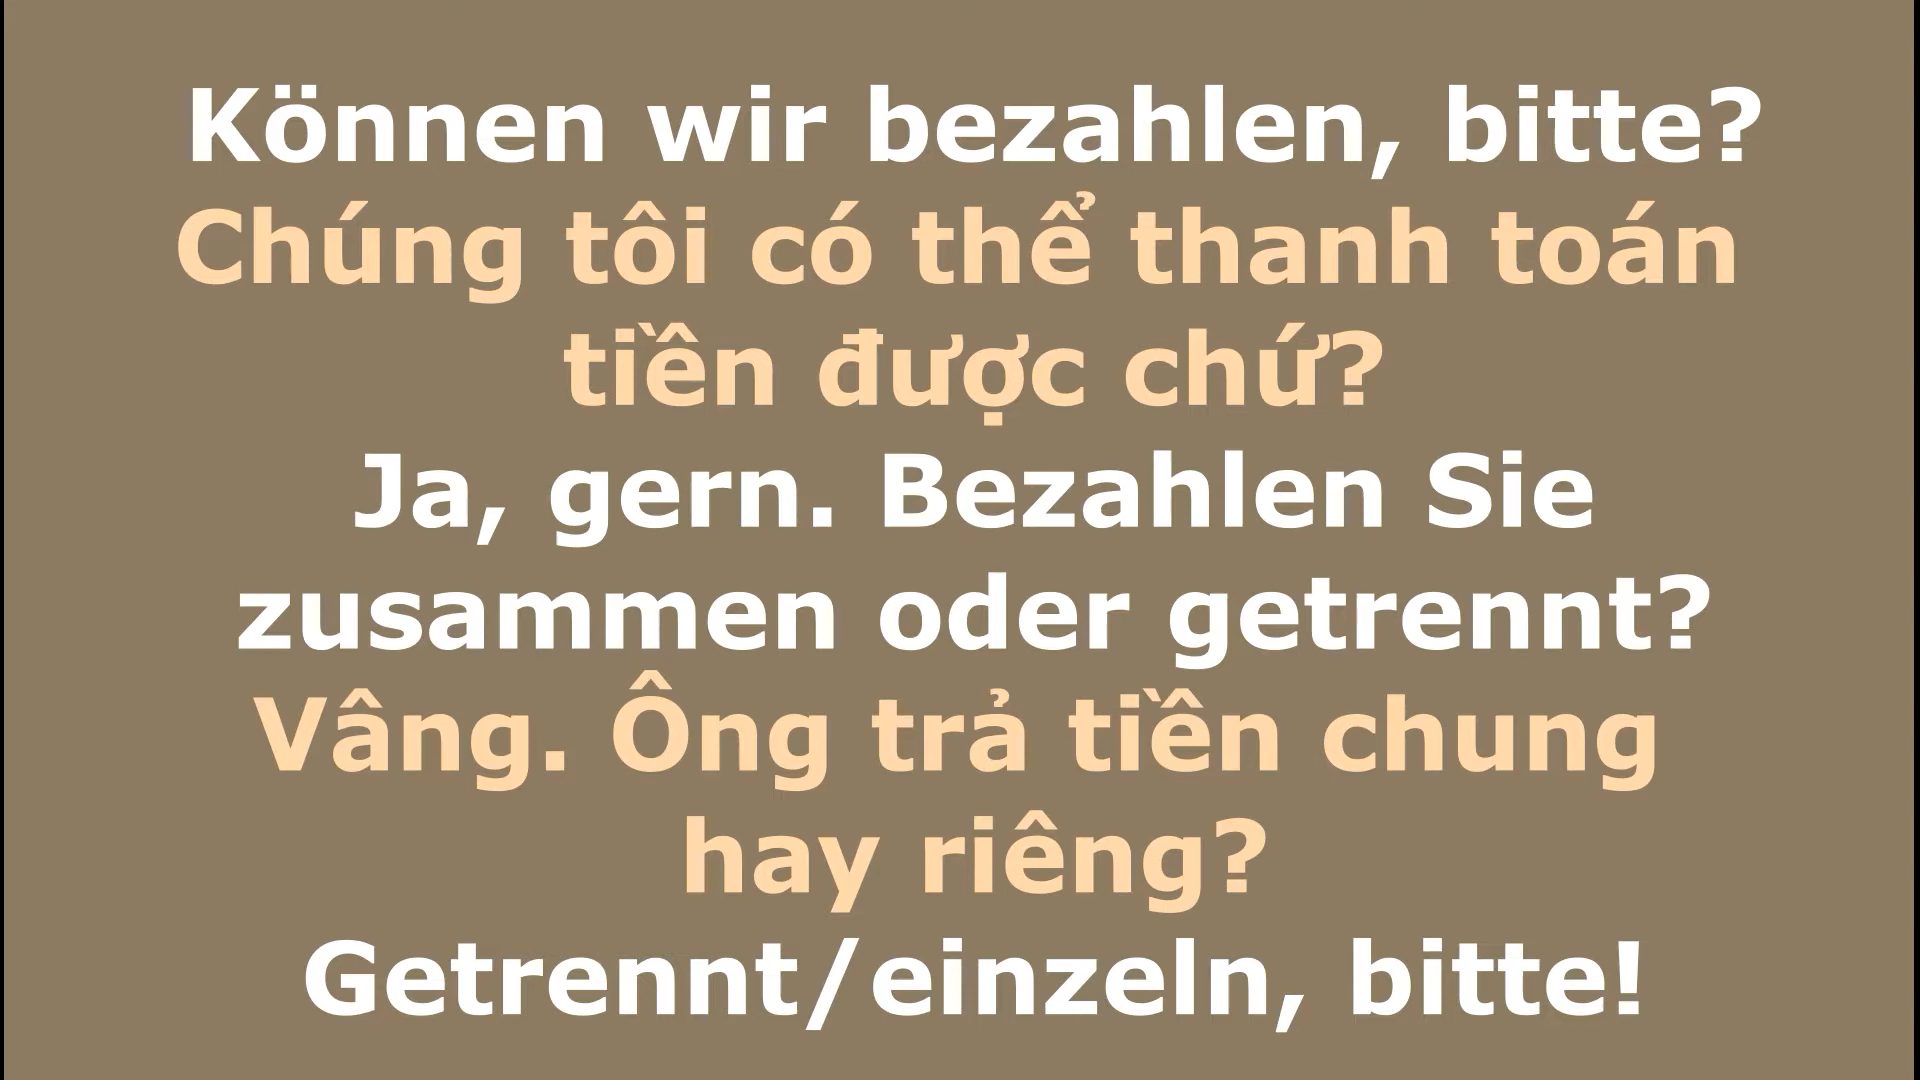 Können wir bezahlen, bitte?
Chúng tôi có thể thanh toán
tiền được chứ?
Ja, gern. Bezahlen Sie
zusammen oder getrennt?
Vâng. Ông trả tiền chung
hay riêng?
Getrennt/einzeln, bitte!